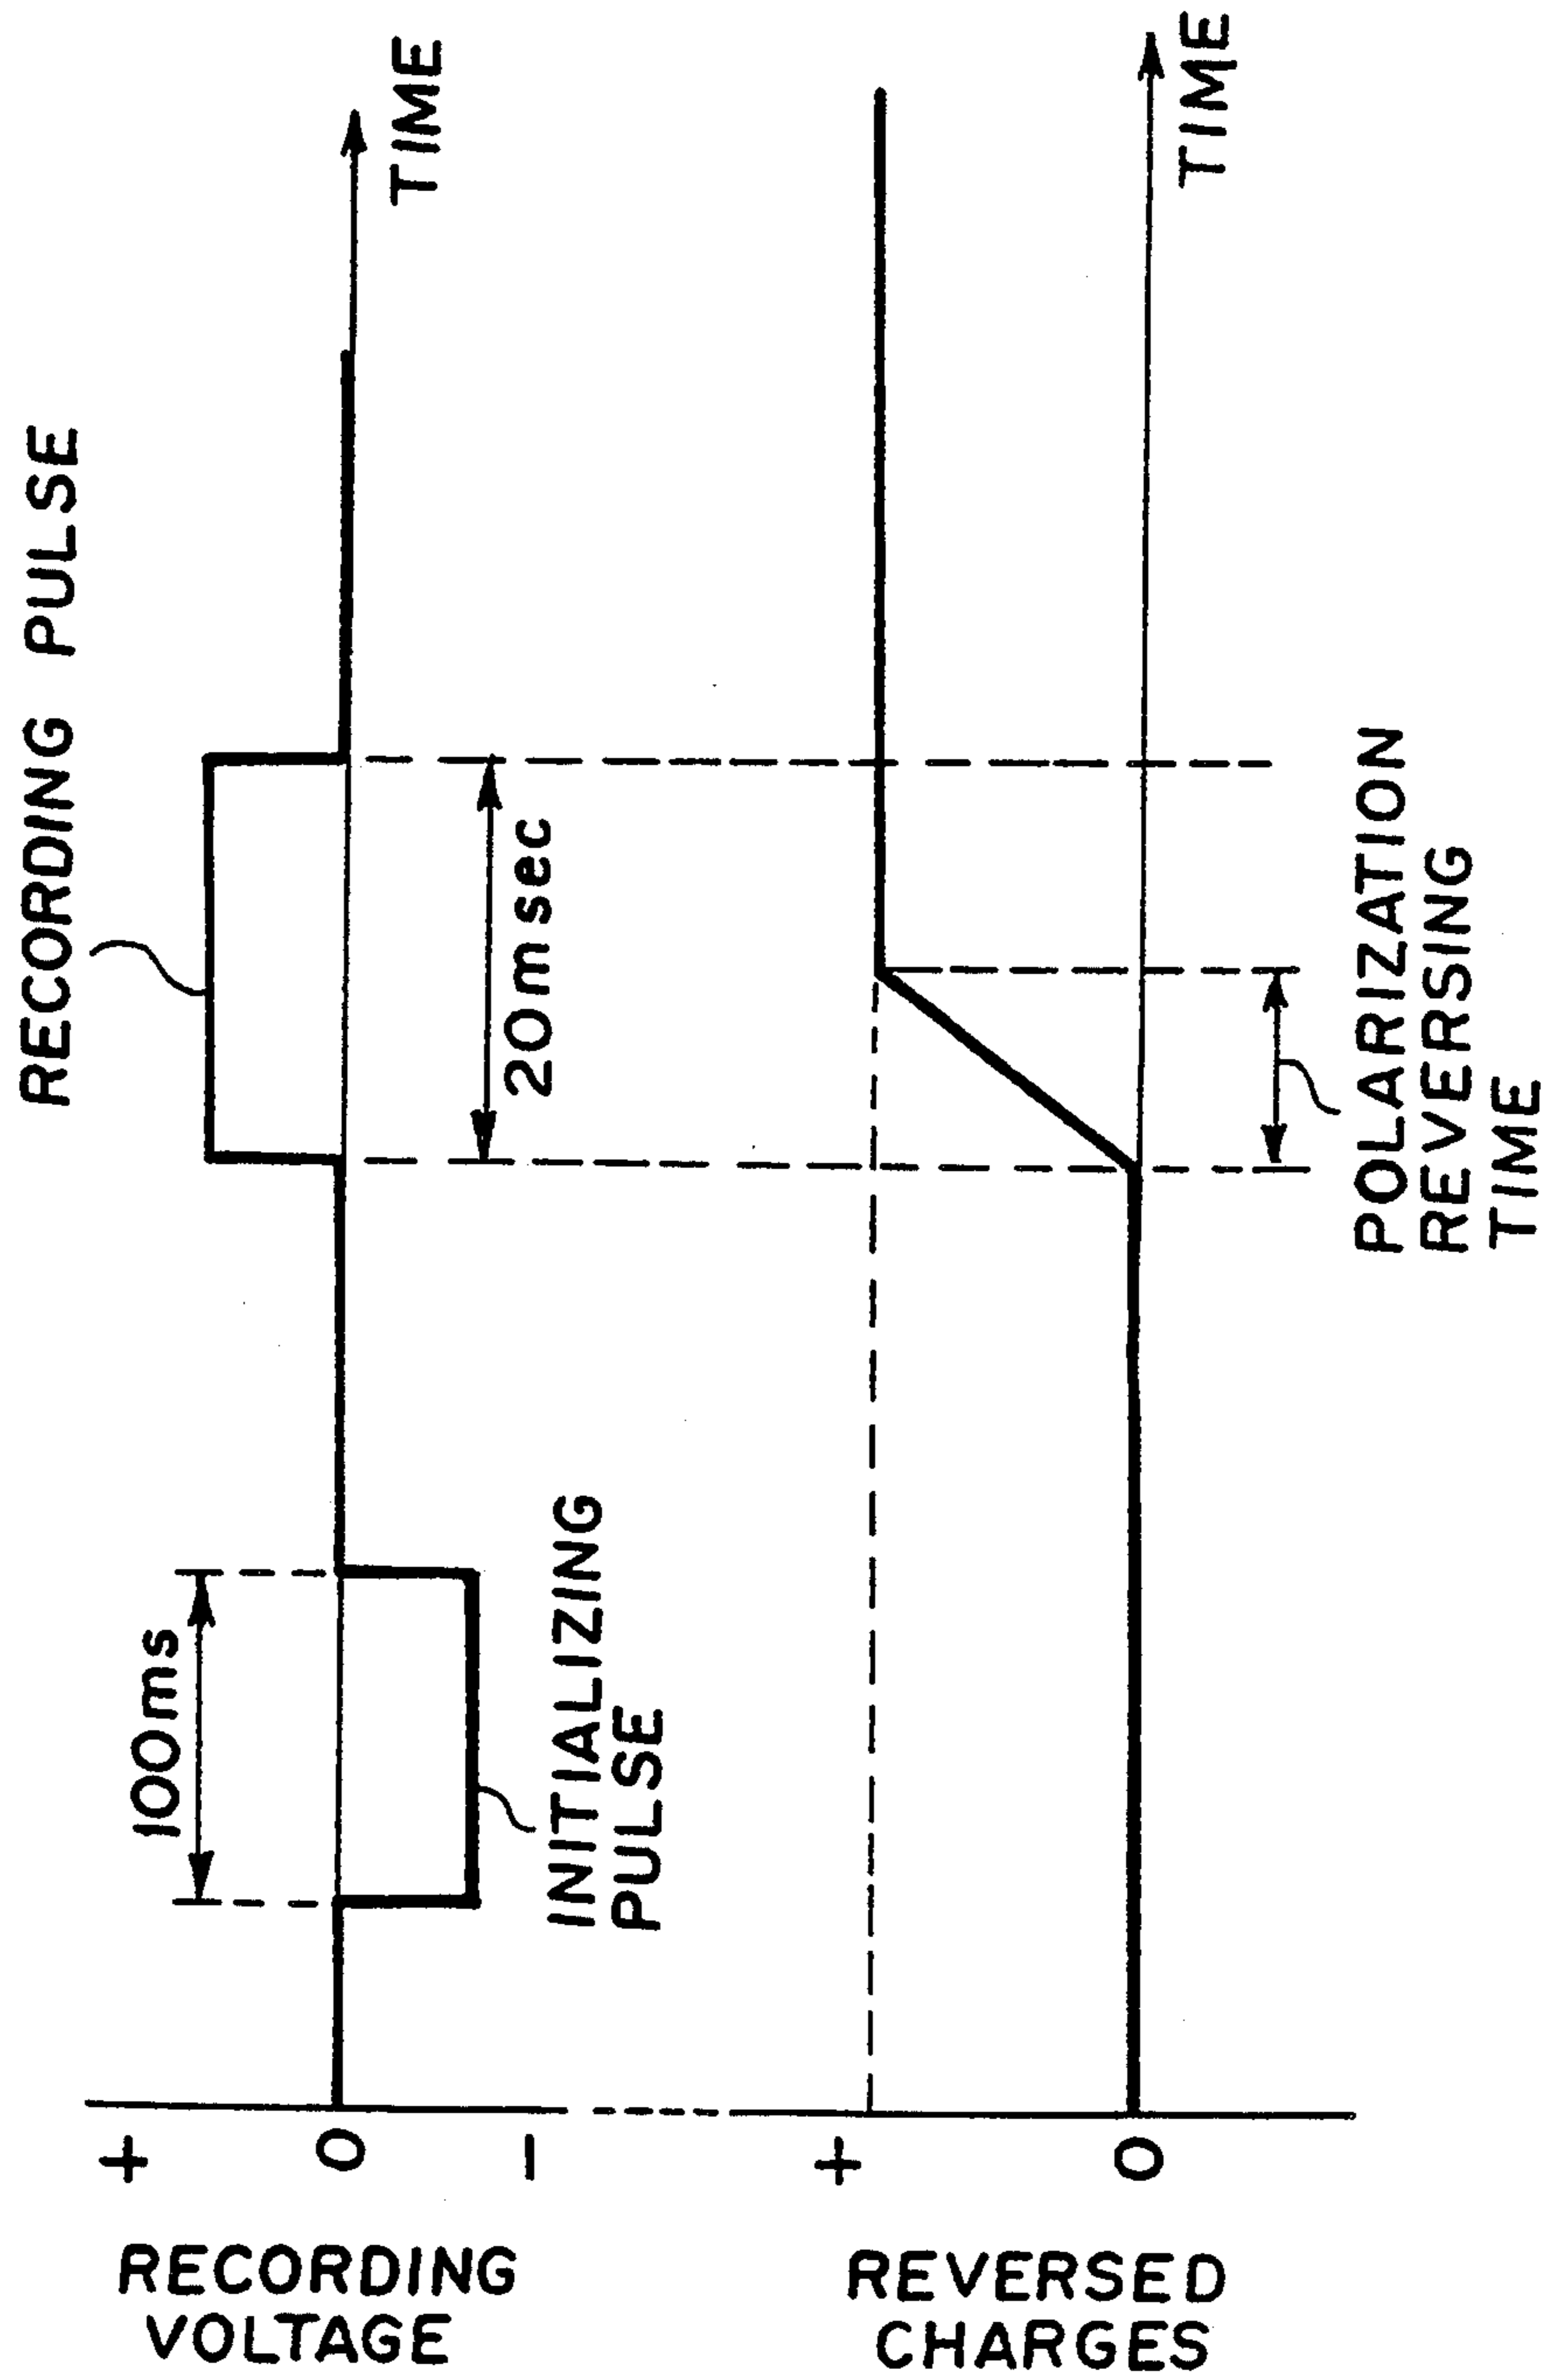 RECORDING PULSE
100ms
+
0
-
RECORDING
VOLTAGE
TIME
20msec
INITIALIZING
PULSE
+
0
REVERSED
CHARGES
TIME
POLARIZATION
REVERSING
TIME